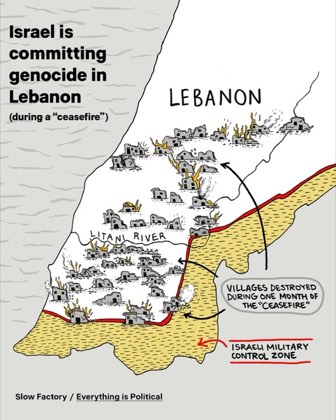 Israel is
committing
genocide in
Lebanon
(during a “ceasefire”)
LEBANON
LITANI RIVER
VILLAGES DESTROYED
DURING ONE MONTH OF
THE “CEASEFIRE”
ISRAELI MILITARY
CONTROL ZONE
Slow Factory / Everything is Political